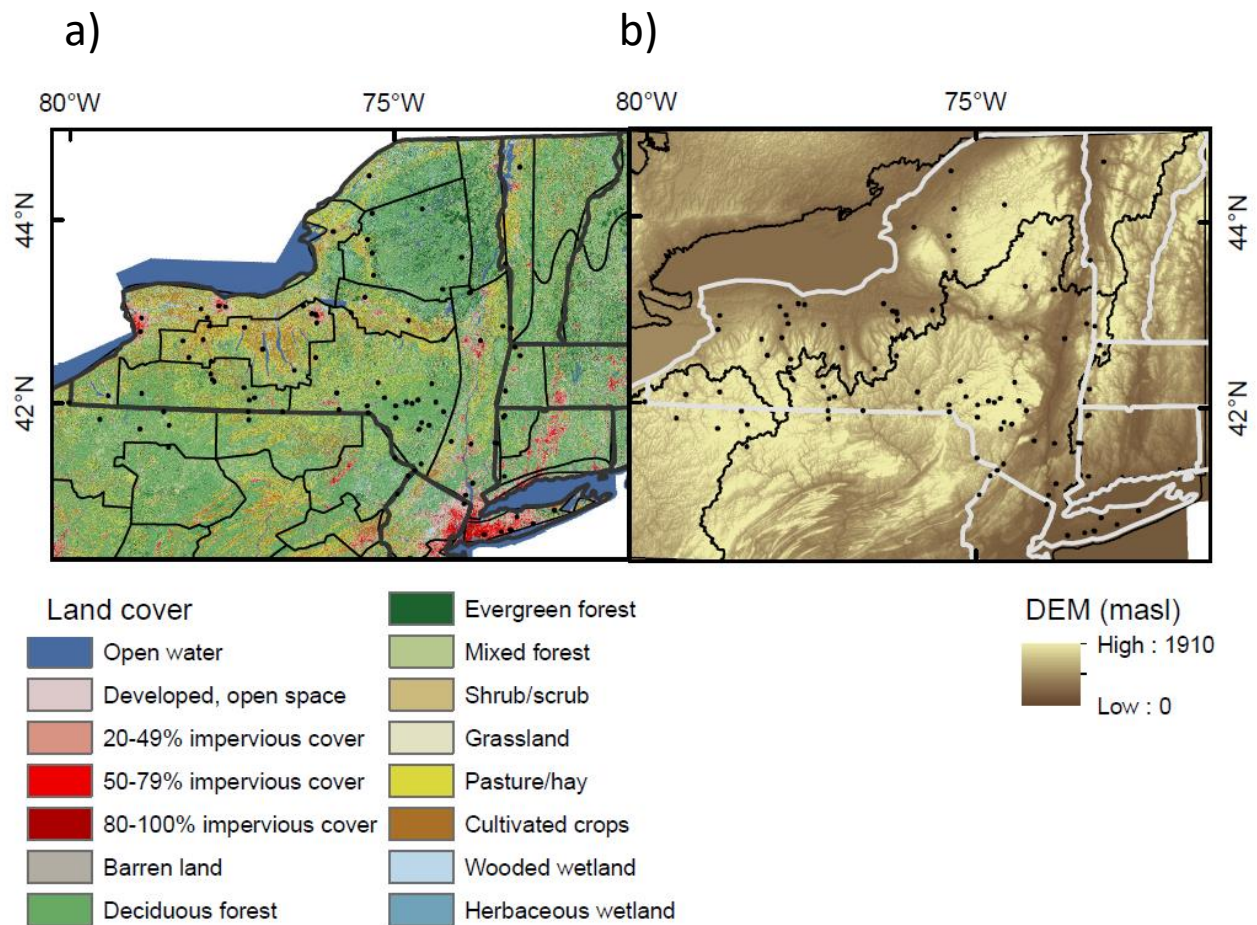 a)
b)
80°W
75°W
80°W
75°W
44°N
42°N
44°N
42°N
Land cover
Open water
Developed, open space
20-49% impervious cover
50-79% impervious cover
80-100% impervious cover
Barren land
Deciduous forest
Evergreen forest
Mixed forest
Shrub/scrub
Grassland
Pasture/hay
Cultivated crops
Wooded wetland
Herbaceous wetland
DEM (masl)
High : 1910
Low : 0